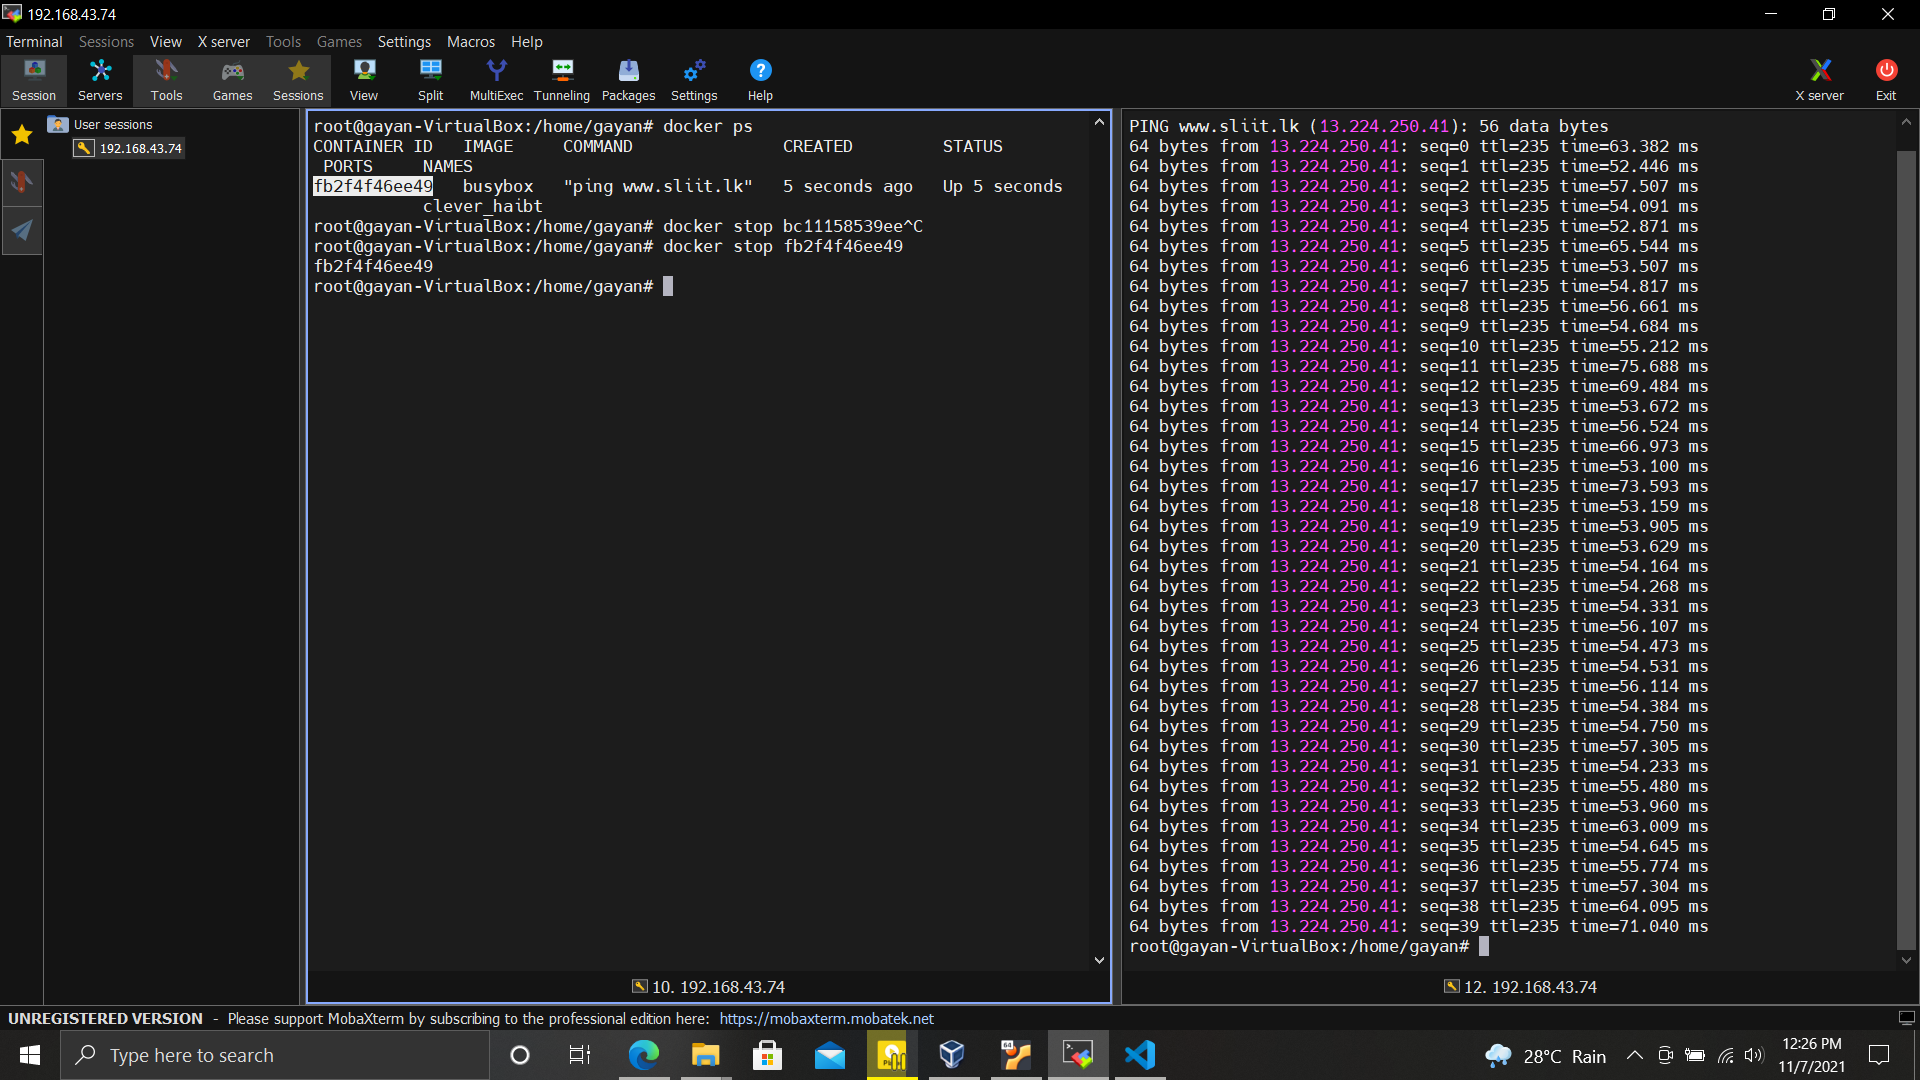 192.168.43.74
Terminal Sessions View X server Tools Games Settings Macros Help
Session Servers Tools Games Sessions View Split MultiExec Tunneling Packages Settings Help X server Exit
User sessions
192.168.43.74
root@gayan-VirtualBox:/home/gayan# docker ps
CONTAINER ID   IMAGE     COMMAND               CREATED         STATUS
 PORTS     NAMES
fb2f4f46ee49   busybox   "ping www.sliit.lk"   5 seconds ago   Up 5 seconds
           clever_haibt
root@gayan-VirtualBox:/home/gayan# docker stop bc11158539ee^C
root@gayan-VirtualBox:/home/gayan# docker stop fb2f4f46ee49
fb2f4f46ee49
root@gayan-VirtualBox:/home/gayan#
10. 192.168.43.74
PING www.sliit.lk (13.224.250.41): 56 data bytes
64 bytes from 13.224.250.41: seq=0 ttl=235 time=63.382 ms
64 bytes from 13.224.250.41: seq=1 ttl=235 time=52.446 ms
64 bytes from 13.224.250.41: seq=2 ttl=235 time=57.507 ms
64 bytes from 13.224.250.41: seq=3 ttl=235 time=54.091 ms
64 bytes from 13.224.250.41: seq=4 ttl=235 time=52.871 ms
64 bytes from 13.224.250.41: seq=5 ttl=235 time=65.544 ms
64 bytes from 13.224.250.41: seq=6 ttl=235 time=53.507 ms
64 bytes from 13.224.250.41: seq=7 ttl=235 time=54.817 ms
64 bytes from 13.224.250.41: seq=8 ttl=235 time=56.661 ms
64 bytes from 13.224.250.41: seq=9 ttl=235 time=54.684 ms
64 bytes from 13.224.250.41: seq=10 ttl=235 time=55.212 ms
64 bytes from 13.224.250.41: seq=11 ttl=235 time=75.688 ms
64 bytes from 13.224.250.41: seq=12 ttl=235 time=69.484 ms
64 bytes from 13.224.250.41: seq=13 ttl=235 time=53.672 ms
64 bytes from 13.224.250.41: seq=14 ttl=235 time=56.524 ms
64 bytes from 13.224.250.41: seq=15 ttl=235 time=66.973 ms
64 bytes from 13.224.250.41: seq=16 ttl=235 time=53.100 ms
64 bytes from 13.224.250.41: seq=17 ttl=235 time=73.593 ms
64 bytes from 13.224.250.41: seq=18 ttl=235 time=53.159 ms
64 bytes from 13.224.250.41: seq=19 ttl=235 time=53.905 ms
64 bytes from 13.224.250.41: seq=20 ttl=235 time=53.629 ms
64 bytes from 13.224.250.41: seq=21 ttl=235 time=54.164 ms
64 bytes from 13.224.250.41: seq=22 ttl=235 time=54.268 ms
64 bytes from 13.224.250.41: seq=23 ttl=235 time=54.331 ms
64 bytes from 13.224.250.41: seq=24 ttl=235 time=56.107 ms
64 bytes from 13.224.250.41: seq=25 ttl=235 time=54.473 ms
64 bytes from 13.224.250.41: seq=26 ttl=235 time=54.531 ms
64 bytes from 13.224.250.41: seq=27 ttl=235 time=56.114 ms
64 bytes from 13.224.250.41: seq=28 ttl=235 time=54.384 ms
64 bytes from 13.224.250.41: seq=29 ttl=235 time=54.750 ms
64 bytes from 13.224.250.41: seq=30 ttl=235 time=57.305 ms
64 bytes from 13.224.250.41: seq=31 ttl=235 time=54.233 ms
64 bytes from 13.224.250.41: seq=32 ttl=235 time=55.480 ms
64 bytes from 13.224.250.41: seq=33 ttl=235 time=53.960 ms
64 bytes from 13.224.250.41: seq=34 ttl=235 time=63.009 ms
64 bytes from 13.224.250.41: seq=35 ttl=235 time=54.645 ms
64 bytes from 13.224.250.41: seq=36 ttl=235 time=55.774 ms
64 bytes from 13.224.250.41: seq=37 ttl=235 time=57.304 ms
64 bytes from 13.224.250.41: seq=38 ttl=235 time=64.095 ms
64 bytes from 13.224.250.41: seq=39 ttl=235 time=71.040 ms
root@gayan-VirtualBox:/home/gayan#
12. 192.168.43.74
UNREGISTERED VERSION - Please support MobaXterm by subscribing to the professional edition here: https://mobaxterm.mobatek.net
Type here to search
28°C Rain
12:26 PM
11/7/2021